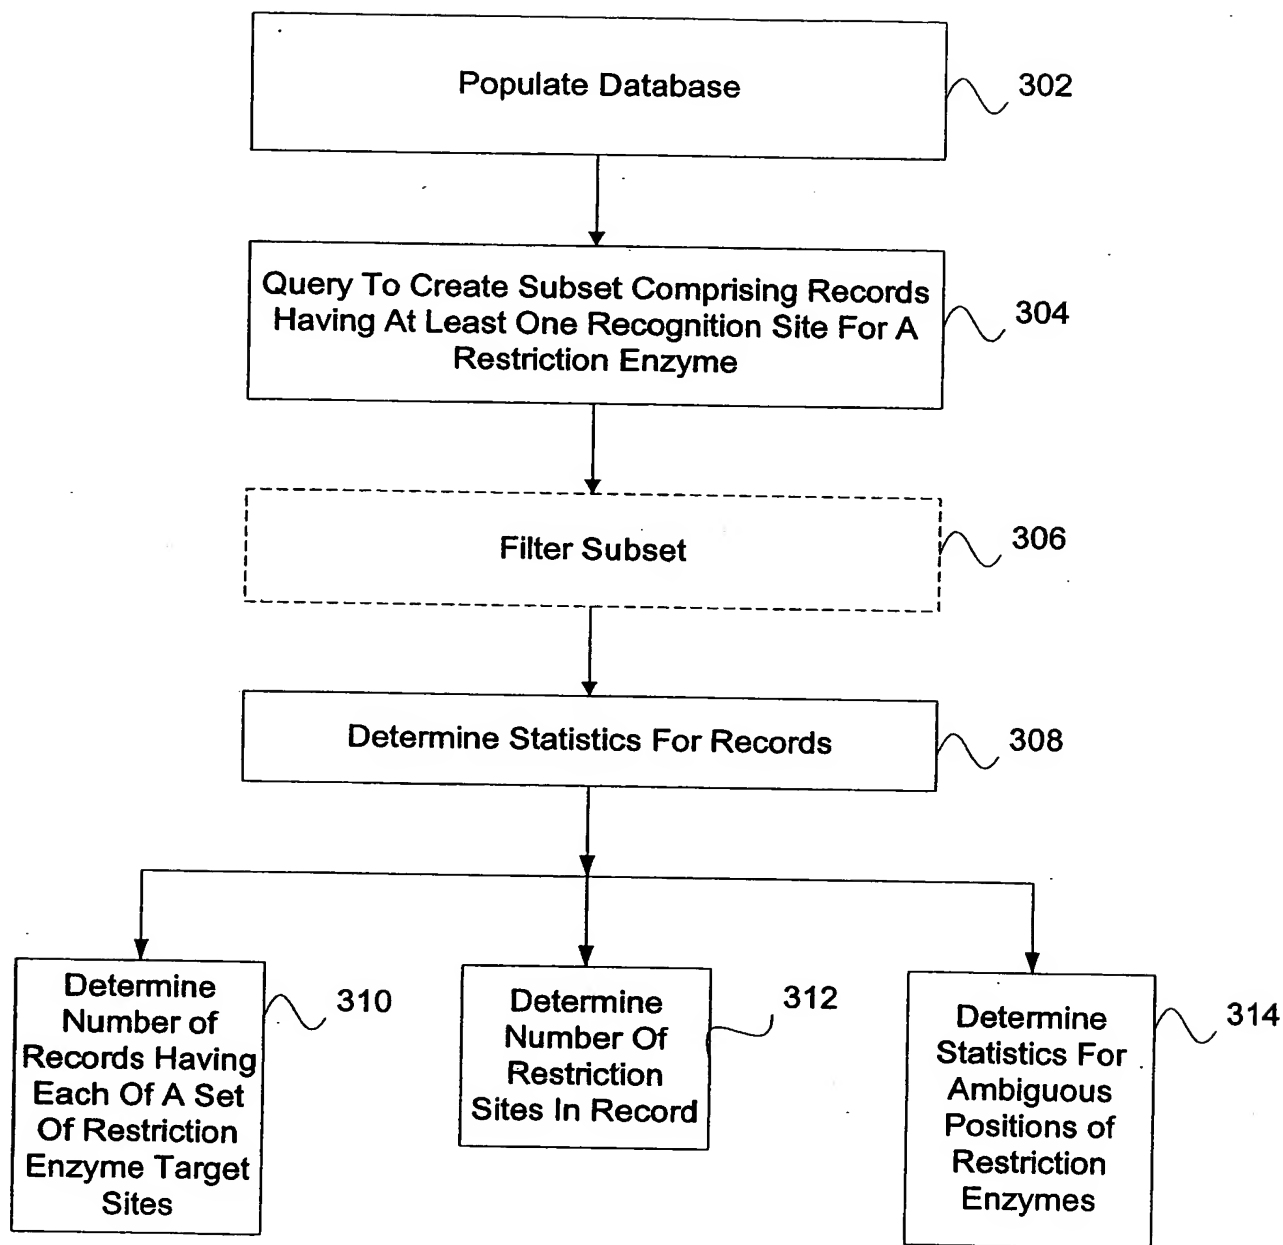 Populate Database
302
Query To Create Subset Comprising Records
Having At Least One Recognition Site For A
Restriction Enzyme
304
Filter Subset
306
Determine Statistics For Records
308
Determine
Number of
Records Having
Each Of A Set
Of Restriction
Enzyme Target
Sites
310
Determine
Number Of
Restriction
Sites In Record
312
Determine
Statistics For
Ambiguous
Positions of
Restriction
Enzymes
314